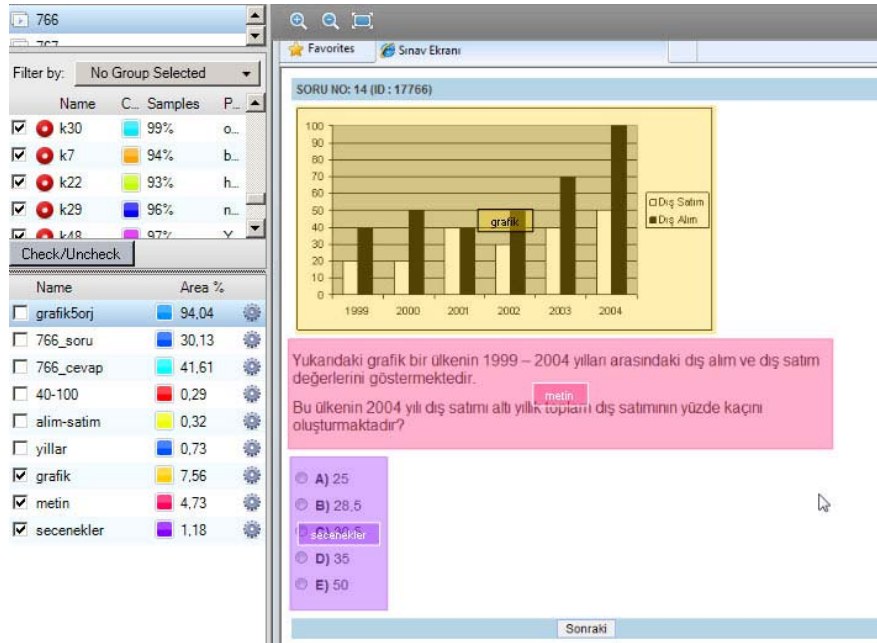 766
Filter by: No Group Selected
Name C... Samples P...
k30 99% o...
k7 94% b...
k22 93% h...
k29 96% n...
k48 97% Y
Check/Uncheck
Name Area %
grafik5orj 94,04
766_soru 30,13
766_cevap 41,61
40-100 0,29
alim-satim 0,32
yillar 0,73
grafik 7,56
metin 4,73
secenekler 1,18
Favorites Sınav Ekranı
SORU NO: 14 (ID : 17766)
100
90
80
70
60
50
40
30
20
10
0
1999 2000 2001 2002 2003 2004
grafik
Dış Satım
Dış Alım
Yukarıdaki grafik bir ülkenin 1999 – 2004 yılları arasındaki dış alım ve dış satım
değerlerini göstermektedir.
metin
Bu ülkenin 2004 yılı dış satımı altı yıllık toplam dış satımının yüzde kaçını
oluşturmaktadır?
A) 25
B) 28,5
secenekler
D) 35
E) 50
Sonraki